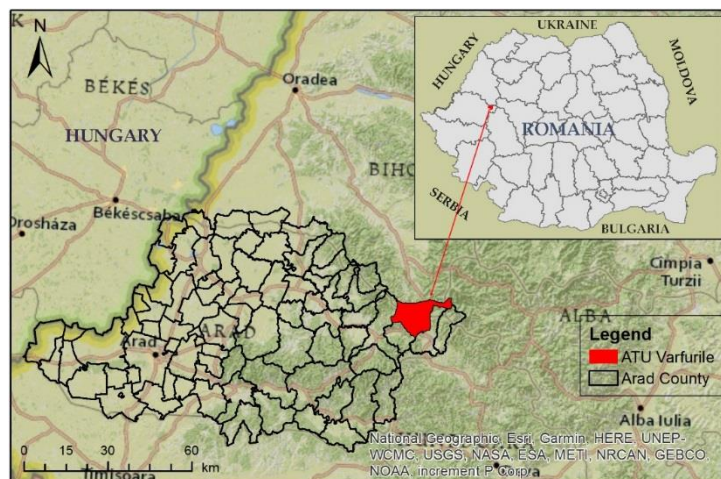 N
BÉKÉS
HUNGARY
Oradea
BIHO
Békéscsaba
Orosháza
ARAD
Arad
ALBA
Cimpia
Turzii
Alba Iulia
UKRAINE
HUNGARY
MOLDOVA
ROMANIA
SERBIA
BULGARIA
Legend
ATU Varfurile
Arad County
0 15 30 60
km
National Geographic, Esri, Garmin, HERE, UNEP-
WCMC, USGS, NASA, ESA, METI, NRCAN, GEBCO,
NOAA, increment P Corp.